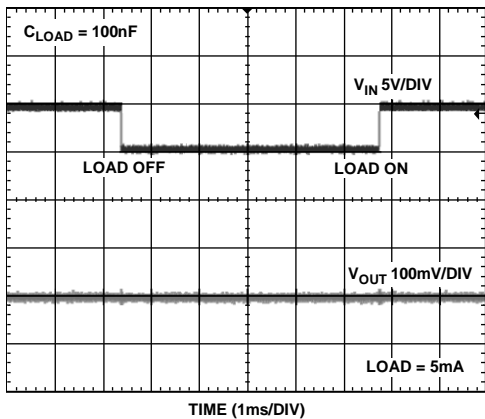 C_LOAD = 100nF
V_IN 5V/DIV
LOAD OFF
LOAD ON
V_OUT 100mV/DIV
LOAD = 5mA
TIME (1ms/DIV)